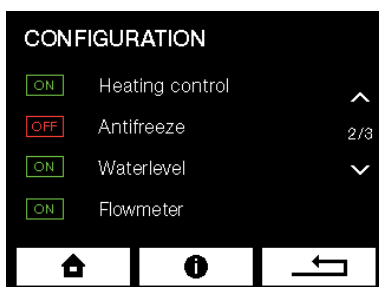 CONFIGURATION
ON Heating control
OFF Antifreeze
2/3
ON Waterlevel
ON Flowmeter